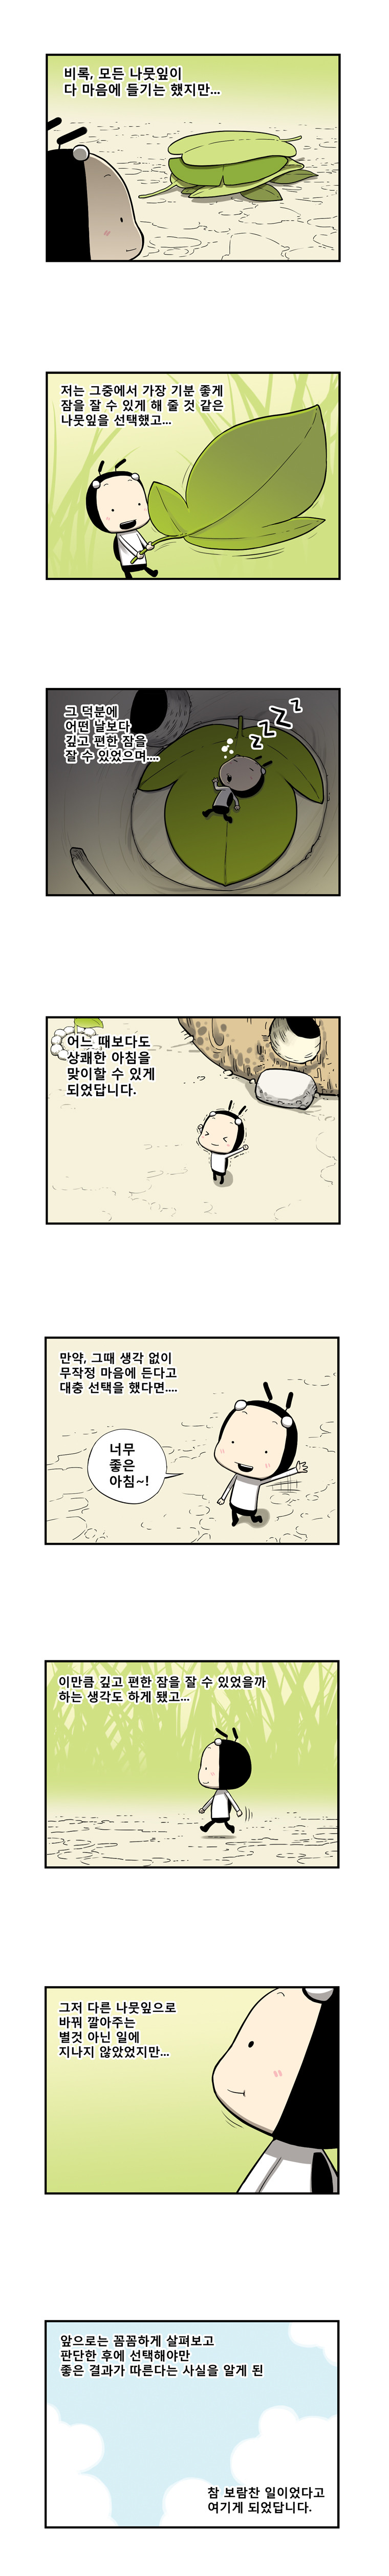 비록, 모든 나뭇잎이
다 마음에 들기는 했지만...
저는 그중에서 가장 기분 좋게
잠을 잘 수 있게 해 줄 것 같은
나뭇잎을 선택했고...
그 덕분에
어떤 날보다
깊고 편한 잠을
잘 수 있었으며....
z z Z Z
어느 때보다도
상쾌한 아침을
맞이할 수 있게
되었답니다.
만약, 그때 생각 없이
무작정 마음에 든다고
대충 선택을 했다면....
너무
좋은
아침~!
이만큼 깊고 편한 잠을 잘 수 있었을까
하는 생각도 하게 됐고...
그저 다른 나뭇잎으로
바꿔 깔아주는
별것 아닌 일에
지나지 않았었지만...
앞으로는 꼼꼼하게 살펴보고
판단한 후에 선택해야만
좋은 결과가 따른다는 사실을 알게 된
참 보람찬 일이었다고
여기게 되었답니다.